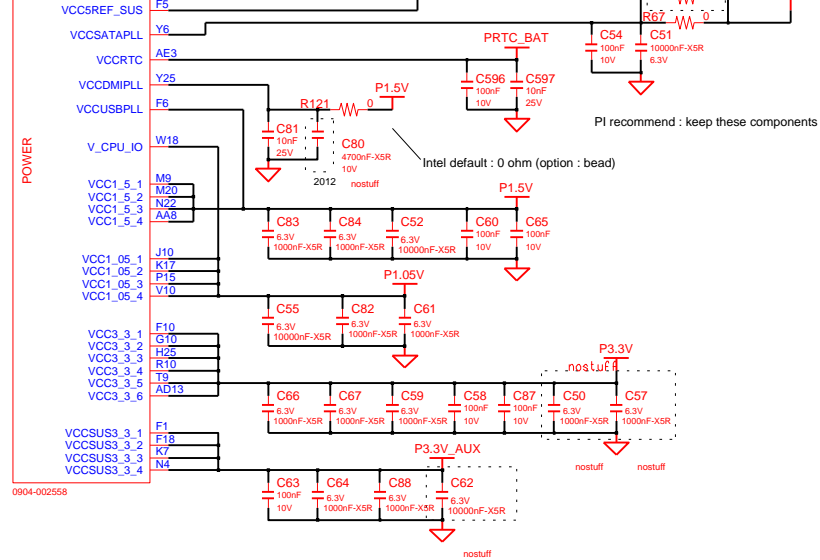 VCC5REF_SUS F5
VCCSATAPLL Y6
R67 0
VCCRTC AE3
PRTC_BAT
C54
100nF
10V
C51
10000nF-X5R
6.3V
VCCDMIPLL Y25
P1.5V
C596
100nF
10V
C597
10nF
25V
VCCUSBPLL F6
R121 0
PI recommend : keep these components
C81
10nF
25V
C80
4700nF-X5R
10V
2012 nostuff
Intel default : 0 ohm (option : bead)
POWER
V_CPU_IO W18
VCC1_5_1 M9
VCC1_5_2 M20
VCC1_5_3 N22
VCC1_5_4 AA8
P1.5V
C83
6.3V
1000nF-X5R
C84
6.3V
1000nF-X5R
C52
6.3V
10000nF-X5R
C60
100nF
10V
C65
100nF
10V
VCC1_05_1 J10
VCC1_05_2 K17
VCC1_05_3 P15
VCC1_05_4 V10
P1.05V
C55
6.3V
10000nF-X5R
C82
6.3V
1000nF-X5R
C61
6.3V
1000nF-X5R
VCC3_3_1 F10
VCC3_3_2 G10
VCC3_3_3 H25
VCC3_3_4 R10
VCC3_3_5 T9
VCC3_3_6 AD13
P3.3V
nostuff
C66
6.3V
1000nF-X5R
C67
6.3V
1000nF-X5R
C59
6.3V
1000nF-X5R
C58
100nF
10V
C87
100nF
10V
C50
6.3V
10000nF-X5R
C57
6.3V
1000nF-X5R
nostuff nostuff
VCCSUS3_3_1 F1
VCCSUS3_3_2 F18
VCCSUS3_3_3 K7
VCCSUS3_3_4 N4
P3.3V_AUX
C63
100nF
10V
C64
6.3V
1000nF-X5R
C88
6.3V
1000nF-X5R
C62
6.3V
10000nF-X5R
nostuff
0904-002558